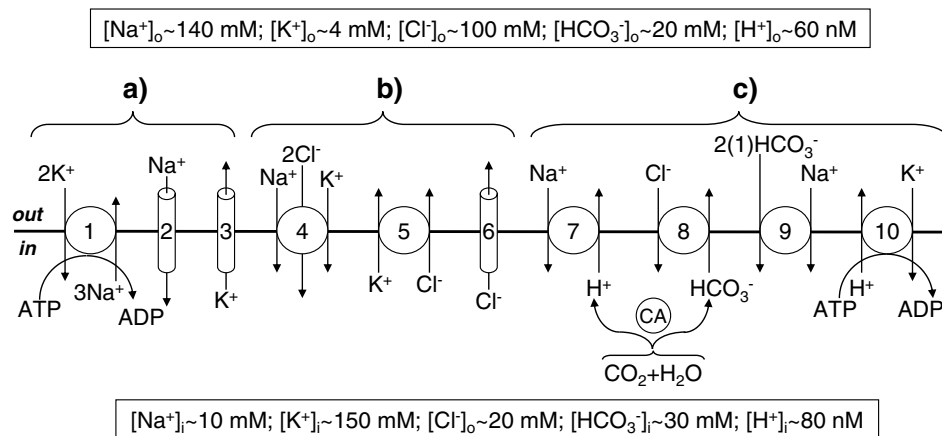 [Na⁺]ₒ~140 mM; [K⁺]ₒ~4 mM; [Cl⁻]ₒ~100 mM; [HCO₃⁻]ₒ~20 mM; [H⁺]ₒ~60 nM
a) b) c)
2(1)HCO₃⁻
2Cl⁻
2K⁺ Na⁺ Na⁺ K⁺ Na⁺ Cl⁻ Na⁺ K⁺
out
1 2 3 4 5 6 7 8 9 10
in
3Na⁺ K⁺ K⁺ Cl⁻ Cl⁻ H⁺ HCO₃⁻ H⁺
ATP ADP ATP ADP
CA
CO₂+H₂O
[Na⁺]ᵢ~10 mM; [K⁺]ᵢ~150 mM; [Cl⁻]ₒ~20 mM; [HCO₃⁻]ᵢ~30 mM; [H⁺]ᵢ~80 nM